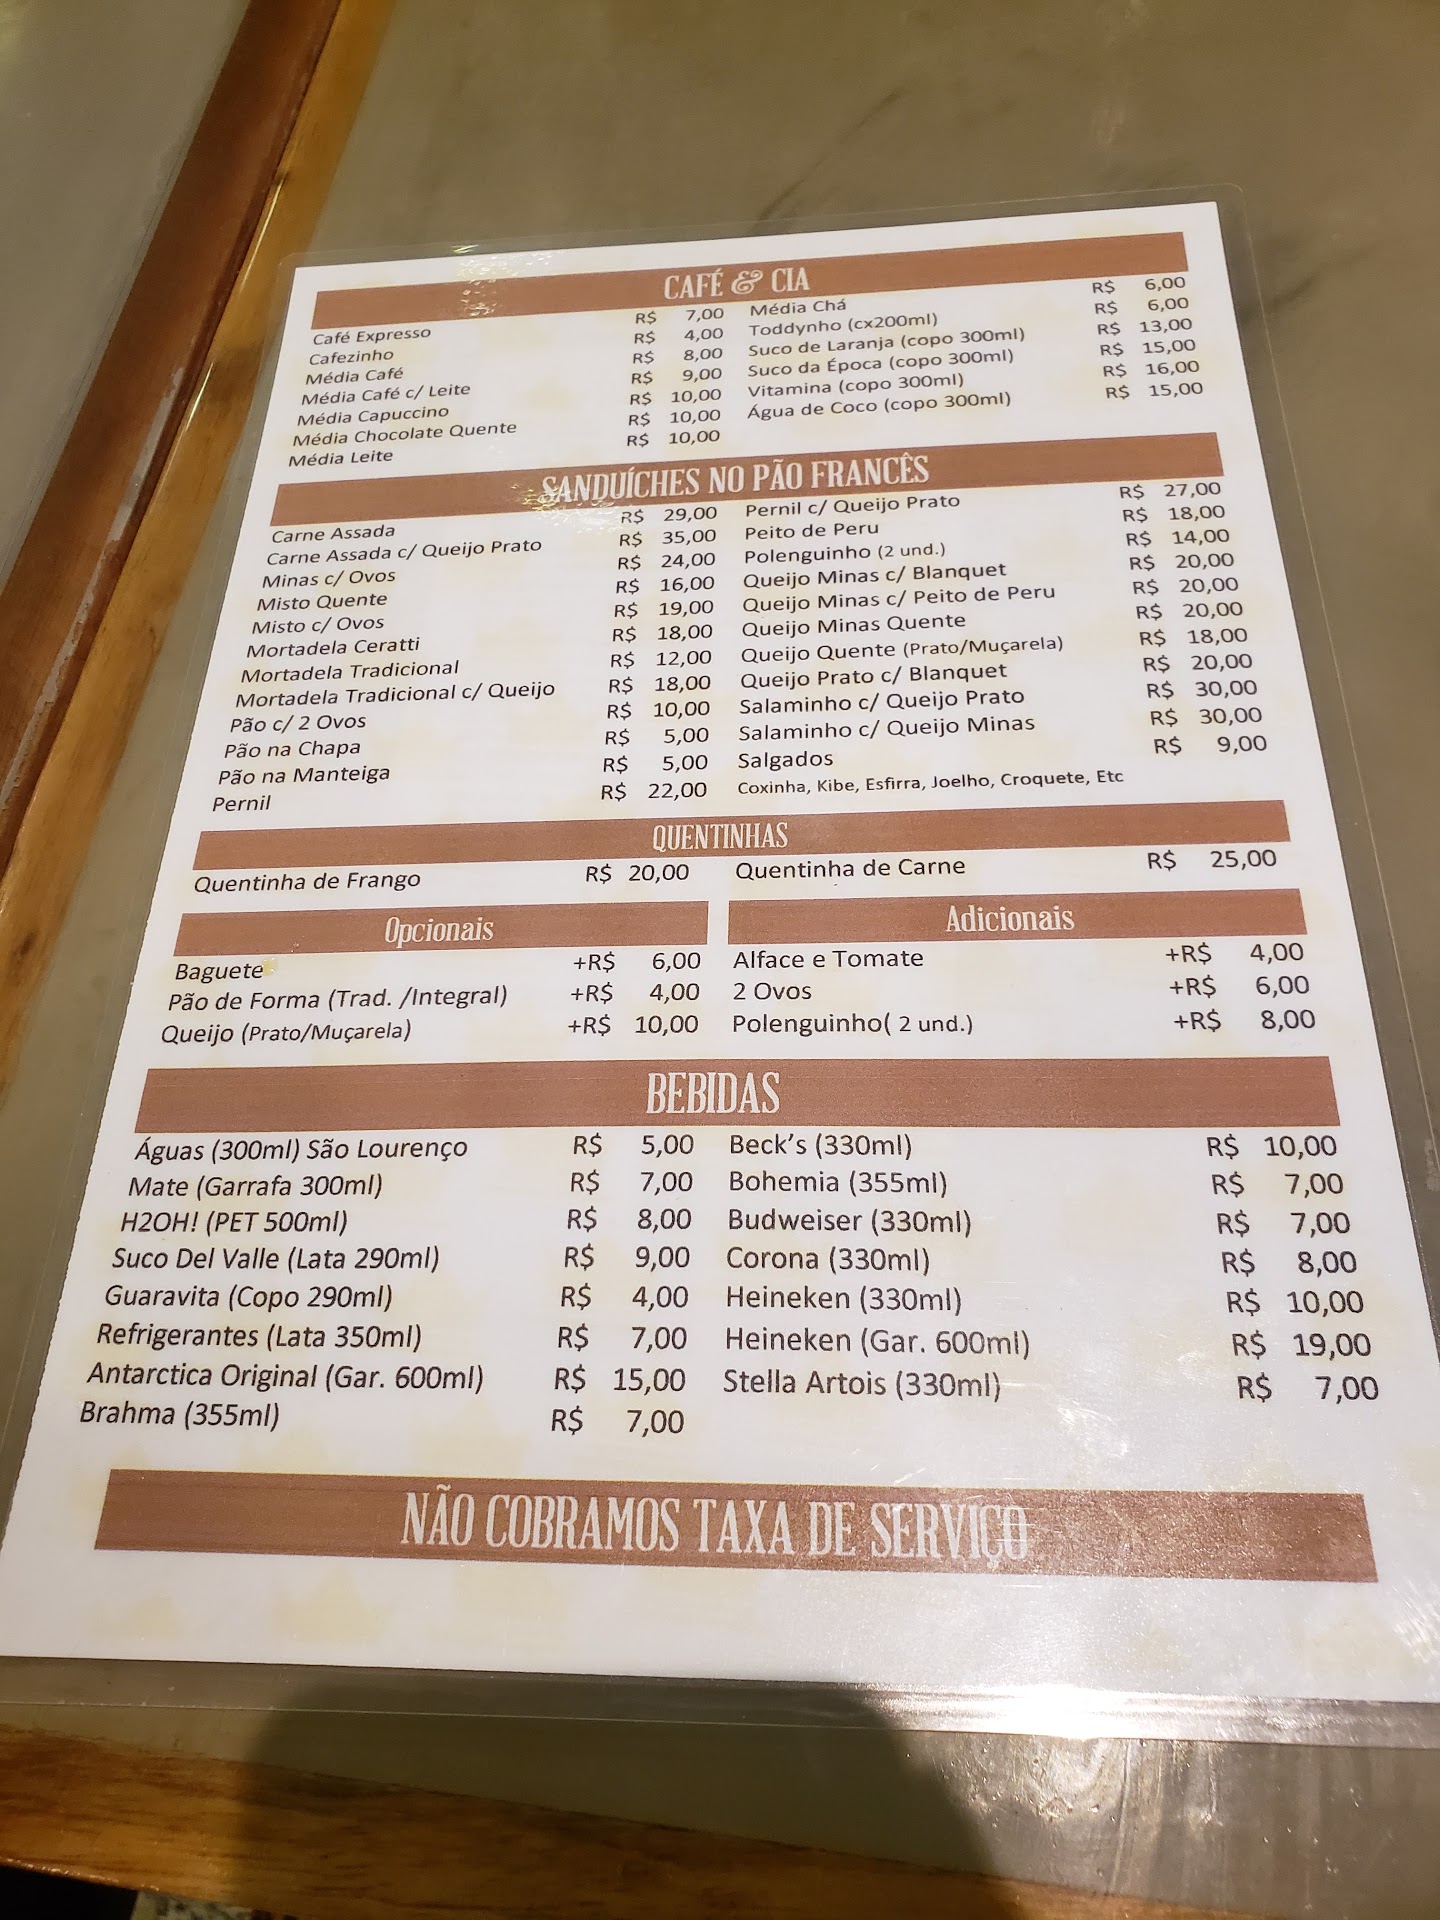 CAFÉ & CIA
Café Expresso R$ 7,00
Cafezinho R$ 4,00
Média Café R$ 8,00
Média Café c/ Leite R$ 9,00
Média Capuccino R$ 10,00
Média Chocolate Quente R$ 10,00
Média Leite R$ 10,00
Média Chá R$ 6,00
Toddynho (cx200ml) R$ 6,00
Suco de Laranja (copo 300ml) R$ 13,00
Suco da Época (copo 300ml) R$ 15,00
Vitamina (copo 300ml) R$ 16,00
Água de Coco (copo 300ml) R$ 15,00
SANDUÍCHES NO PÃO FRANCÊS
Carne Assada R$ 29,00
Carne Assada c/ Queijo Prato R$ 35,00
Minas c/ Ovos R$ 24,00
Misto Quente R$ 16,00
Misto c/ Ovos R$ 19,00
Mortadela Ceratti R$ 18,00
Mortadela Tradicional R$ 12,00
Mortadela Tradicional c/ Queijo R$ 18,00
Pão c/ 2 Ovos R$ 10,00
Pão na Chapa R$ 5,00
Pão na Manteiga R$ 5,00
Pernil R$ 22,00
Pernil c/ Queijo Prato R$ 27,00
Peito de Peru R$ 18,00
Polenguinho (2 und.) R$ 14,00
Queijo Minas c/ Blanquet R$ 20,00
Queijo Minas c/ Peito de Peru R$ 20,00
Queijo Minas Quente R$ 20,00
Queijo Quente (Prato/Muçarela) R$ 18,00
Queijo Prato c/ Blanquet R$ 20,00
Salaminho c/ Queijo Prato R$ 30,00
Salaminho c/ Queijo Minas R$ 30,00
Salgados R$ 9,00
Coxinha, Kibe, Esfirra, Joelho, Croquete, Etc
QUENTINHAS
Quentinha de Frango R$ 20,00
Quentinha de Carne R$ 25,00
Opcionais
Baguete +R$ 6,00
Pão de Forma (Trad. /Integral) +R$ 4,00
Queijo (Prato/Muçarela) +R$ 10,00
Adicionais
Alface e Tomate +R$ 4,00
2 Ovos +R$ 6,00
Polenguinho( 2 und.) +R$ 8,00
BEBIDAS
Águas (300ml) São Lourenço R$ 5,00
Mate (Garrafa 300ml) R$ 7,00
H2OH! (PET 500ml) R$ 8,00
Suco Del Valle (Lata 290ml) R$ 9,00
Guaravita (Copo 290ml) R$ 4,00
Refrigerantes (Lata 350ml) R$ 7,00
Antarctica Original (Gar. 600ml) R$ 15,00
Brahma (355ml) R$ 7,00
Beck's (330ml) R$ 10,00
Bohemia (355ml) R$ 7,00
Budweiser (330ml) R$ 7,00
Corona (330ml) R$ 8,00
Heineken (330ml) R$ 10,00
Heineken (Gar. 600ml) R$ 19,00
Stella Artois (330ml) R$ 7,00
NÃO COBRAMOS TAXA DE SERVIÇO